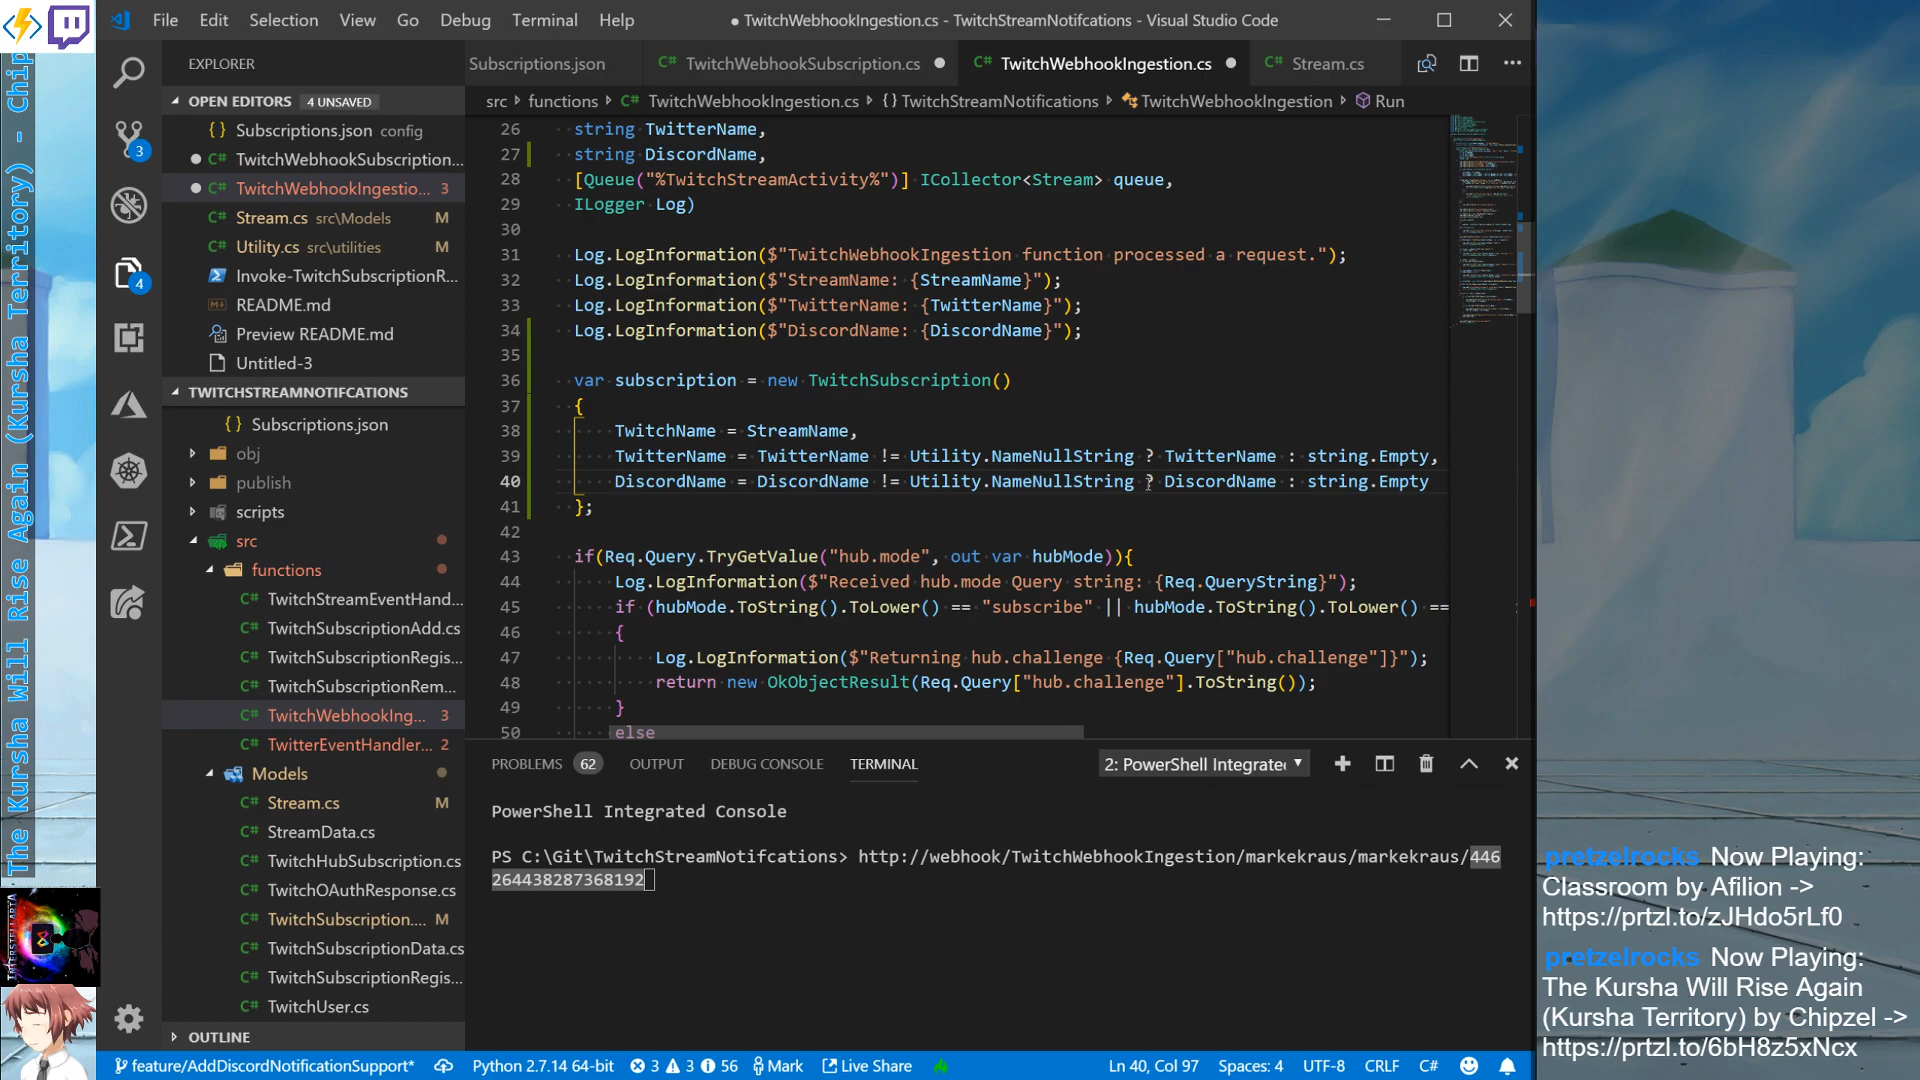 File Edit Selection View Go Debug Terminal Help
● TwitchWebhookIngestion.cs - TwitchStreamNotifcations - Visual Studio Code
EXPLORER
OPEN EDITORS 4 UNSAVED
{} Subscriptions.json config
● C# TwitchWebhookSubscription...
● C# TwitchWebhookIngestio... 3
C# Stream.cs src\Models M
C# Utility.cs src\utilities M
Invoke-TwitchSubscriptionR...
README.md
Preview README.md
Untitled-3
TWITCHSTREAMNOTIFCATIONS
{} Subscriptions.json
obj
publish
scripts
src
functions
C# TwitchStreamEventHand...
C# TwitchSubscriptionAdd.cs
C# TwitchSubscriptionRegis...
C# TwitchSubscriptionRem...
C# TwitchWebhookIng... 3
C# TwitterEventHandler... 2
Models
C# Stream.cs M
C# StreamData.cs
C# TwitchHubSubscription.cs
C# TwitchOAuthResponse.cs
C# TwitchSubscription.... M
C# TwitchSubscriptionData.cs
C# TwitchSubscriptionRegis...
C# TwitchUser.cs
OUTLINE
3
4
Subscriptions.json
C# TwitchWebhookSubscription.cs ●
C# TwitchWebhookIngestion.cs ●
C# Stream.cs
src › functions › C# TwitchWebhookIngestion.cs › {} TwitchStreamNotifications › TwitchWebhookIngestion › Run
26 string TwitterName,
27 string DiscordName,
28 [Queue("%TwitchStreamActivity%")] ICollector<Stream> queue,
29 ILogger Log)
30
31 Log.LogInformation($"TwitchWebhookIngestion function processed a request.");
32 Log.LogInformation($"StreamName: {StreamName}");
33 Log.LogInformation($"TwitterName: {TwitterName}");
34 Log.LogInformation($"DiscordName: {DiscordName}");
35
36 var subscription = new TwitchSubscription()
37 {
38 TwitchName = StreamName,
39 TwitterName = TwitterName != Utility.NameNullString ? TwitterName : string.Empty,
40 DiscordName = DiscordName != Utility.NameNullString ? DiscordName : string.Empty
41 };
42
43 if(Req.Query.TryGetValue("hub.mode", out var hubMode)){
44 Log.LogInformation($"Received hub.mode Query string: {Req.QueryString}");
45 if (hubMode.ToString().ToLower() == "subscribe" || hubMode.ToString().ToLower() ==
46 {
47 Log.LogInformation($"Returning hub.challenge {Req.Query["hub.challenge"]}");
48 return new OkObjectResult(Req.Query["hub.challenge"].ToString());
49 }
50 else
PROBLEMS 62 OUTPUT DEBUG CONSOLE TERMINAL
2: PowerShell Integrate
PowerShell Integrated Console
PS C:\Git\TwitchStreamNotifcations> http://webhook/TwitchWebhookIngestion/markekraus/markekraus/446
264438287368192
feature/AddDiscordNotificationSupport* Python 2.7.14 64-bit 3 3 56 Mark Live Share
Ln 40, Col 97 Spaces: 4 UTF-8 CRLF C#
The Kursha Will Rise Again (Kursha Territory) - Chip
pretzelrocks Now Playing:
Classroom by Afilion ->
https://prtzl.to/zJHdo5rLf0
pretzelrocks Now Playing:
The Kursha Will Rise Again
(Kursha Territory) by Chipzel ->
https://prtzl.to/6bH8z5xNcx